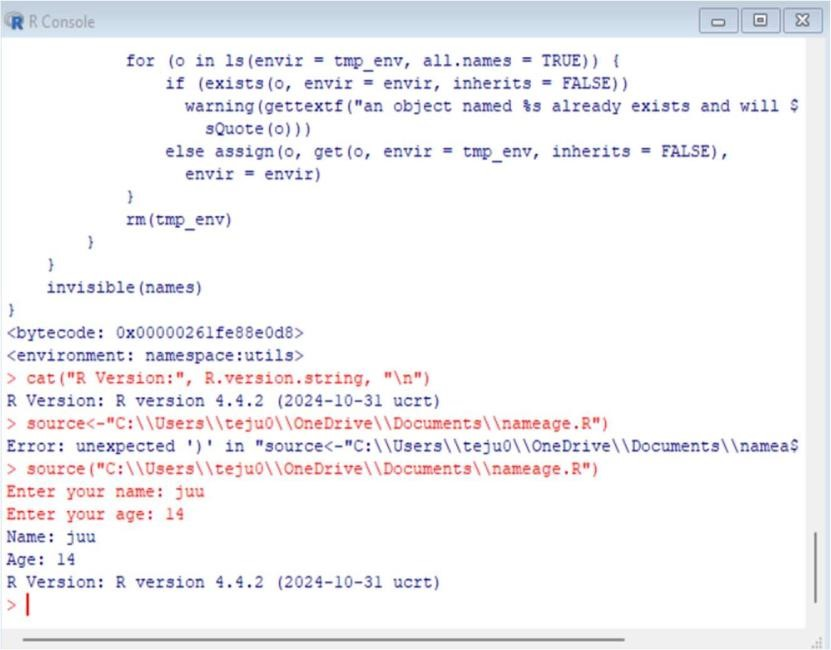 R Console
for (o in ls(envir = tmp_env, all.names = TRUE)) {
if (exists(o, envir = envir, inherits = FALSE))
warning(gettextf("an object named %s already exists and will $
sQuote(o)))
else assign(o, get(o, envir = tmp_env, inherits = FALSE),
envir = envir)
}
rm(tmp_env)
}
}
invisible(names)
}
<bytecode: 0x00000261fe88e0d8>
<environment: namespace:utils>
> cat("R Version:", R.version.string, "\n")
R Version: R version 4.4.2 (2024-10-31 ucrt)
> source<-"C:\\Users\\teju0\\OneDrive\\Documents\\nameage.R")
Error: unexpected ')' in "source<-"C:\\Users\\teju0\\OneDrive\\Documents\\namea$
> source("C:\\Users\\teju0\\OneDrive\\Documents\\nameage.R")
Enter your name: juu
Enter your age: 14
Name: juu
Age: 14
R Version: R version 4.4.2 (2024-10-31 ucrt)
>